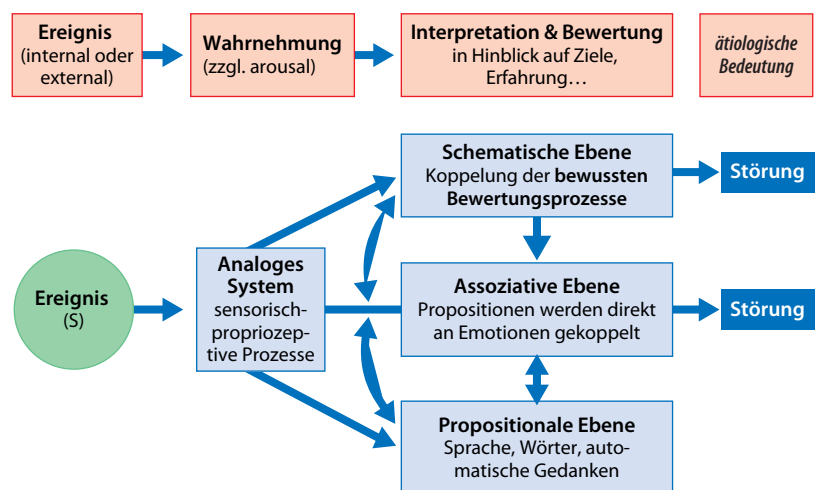 Ereignis
(internal oder
external)
Wahrnehmung
(zzgl. arousal)
Interpretation & Bewertung
in Hinblick auf Ziele,
Erfahrung…
ätiologische
Bedeutung
Schematische Ebene
Koppelung der bewussten
Bewertungsprozesse
Störung
Ereignis
(S)
Analoges
System
sensorisch-
propriozep-
tive Prozesse
Assoziative Ebene
Propositionen werden direkt
an Emotionen gekoppelt
Störung
Propositionale Ebene
Sprache, Wörter, auto-
matische Gedanken